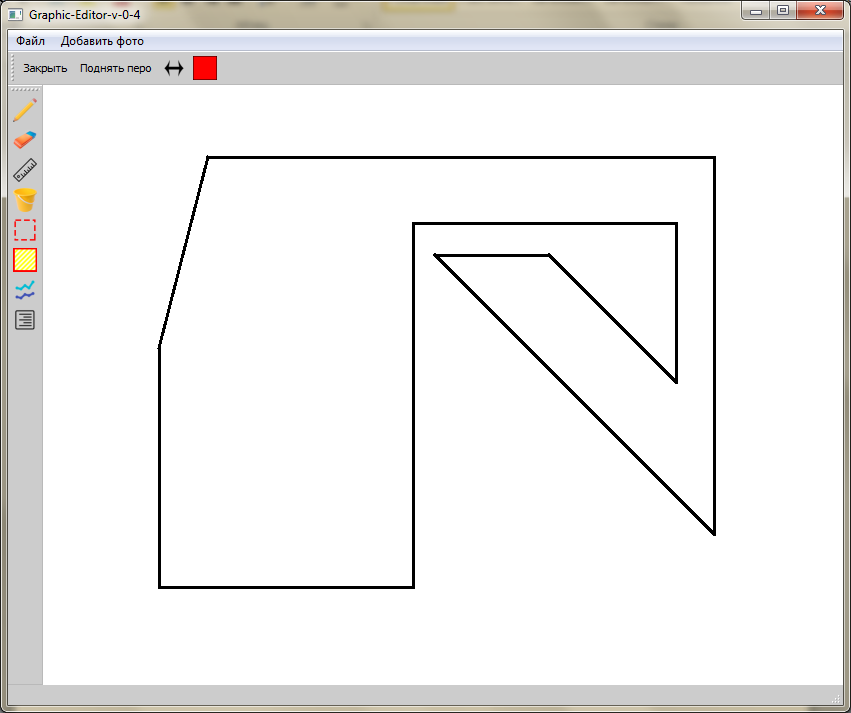 Graphic-Editor-v-0-4
Файл Добавить фото
Закрыть Поднять перо